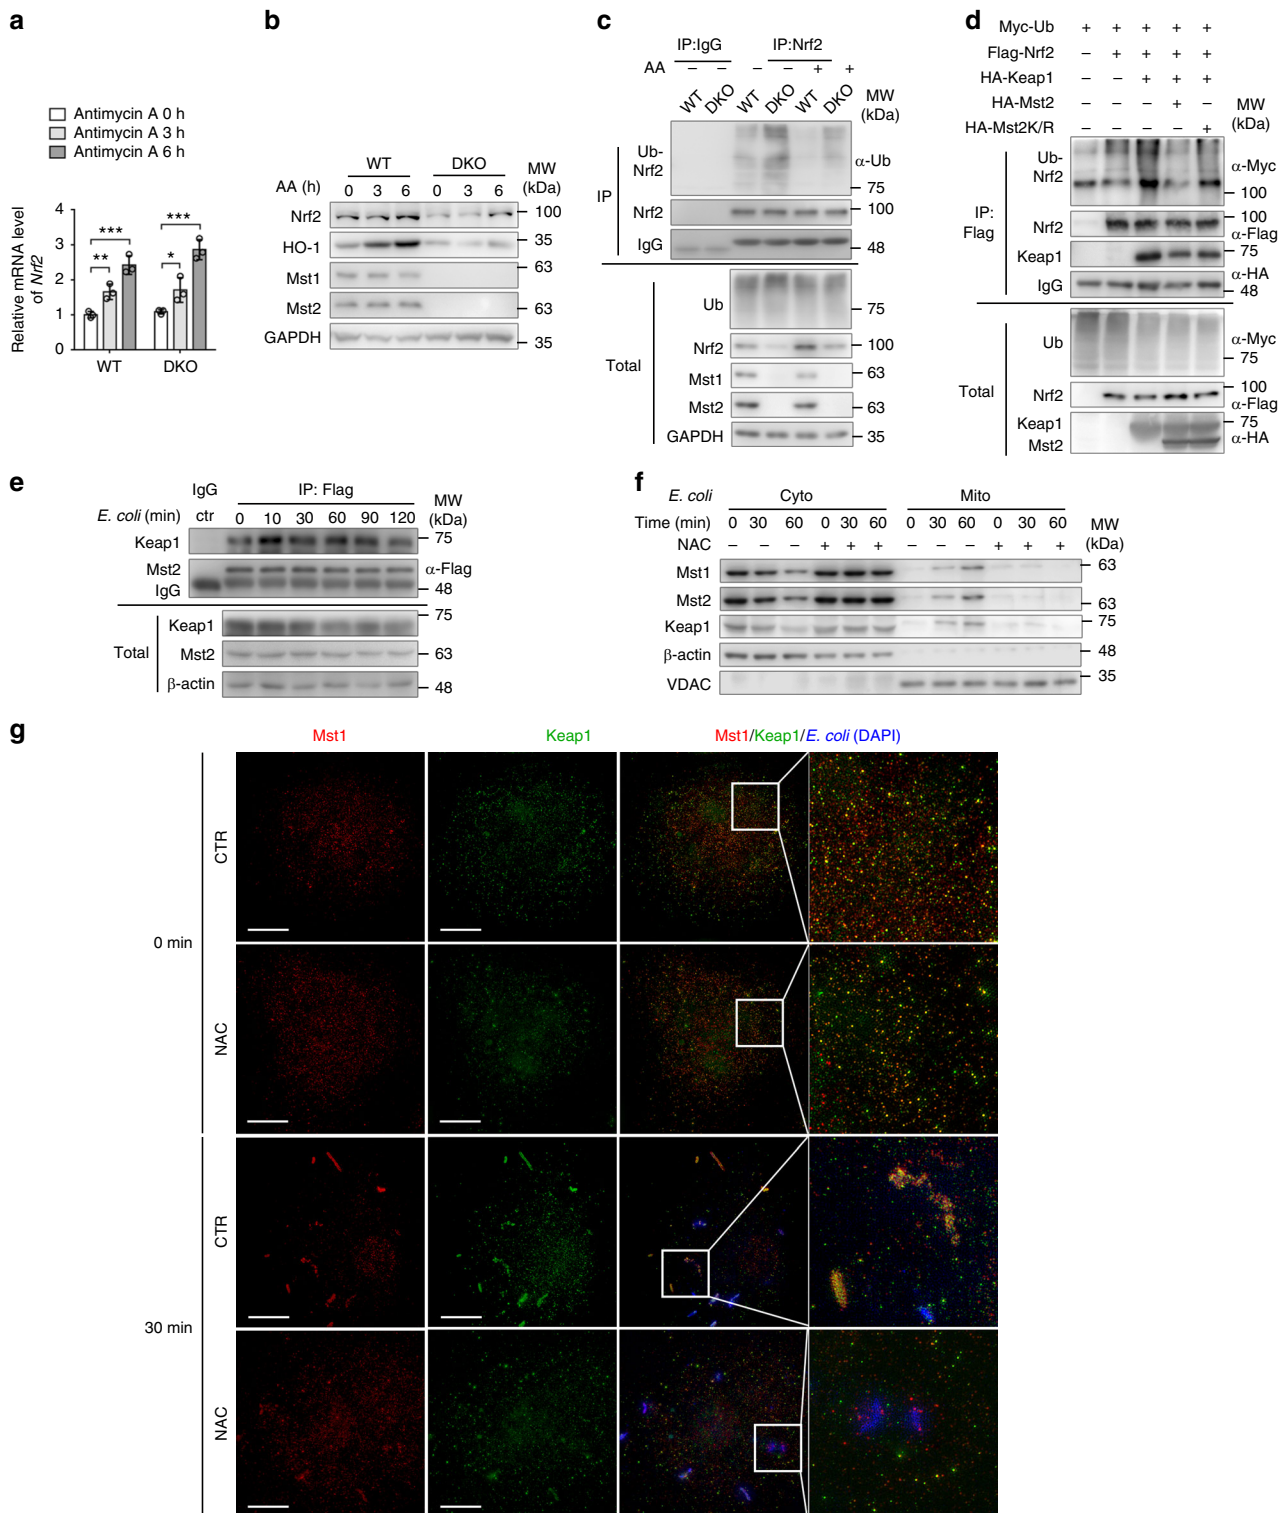 a
Antimycin A 0 h
Antimycin A 3 h
Antimycin A 6 h
Relative mRNA level
of Nrf2
4
3
2
1
0
***
**
***
*
WT
DKO
b
WT DKO MW
(kDa)
AA (h) 0 3 6 0 3 6
Nrf2 100
HO-1 35
Mst1 63
Mst2 63
GAPDH 35
c
IP:IgG IP:Nrf2
AA – – – – + +
WT DKO WT DKO WT DKO MW
(kDa)
IP
Ub-
Nrf2 α-Ub
75
Nrf2 100
IgG 48
Total
Ub 75
Nrf2 100
Mst1 63
Mst2 63
GAPDH 35
d
Myc-Ub + + + + +
Flag-Nrf2 – + + + +
HA-Keap1 – – + + +
HA-Mst2 – – – + –
HA-Mst2K/R – – – – +
MW
(kDa)
IP:
Flag
Ub-
Nrf2 α-Myc
100
Nrf2 100
α-Flag
Keap1 75
α-HA
IgG 48
Total
Ub α-Myc
75
Nrf2 100
α-Flag
Keap1 75
Mst2 α-HA
e
IgG IP: Flag MW
(kDa)
E. coli (min) ctr 0 10 30 60 90 120
Keap1 75
Mst2 α-Flag
IgG 48
Total
Keap1 75
Mst2 63
β-actin 48
f
E. coli Cyto Mito
Time (min) 0 30 60 0 30 60 0 30 60 0 30 60 MW
(kDa)
NAC – – – + + + – – – + + +
Mst1 63
Mst2 63
Keap1 75
β-actin 48
VDAC 35
g
Mst1 Keap1 Mst1/Keap1/E. coli (DAPI)
0 min
CTR
NAC
30 min
CTR
NAC